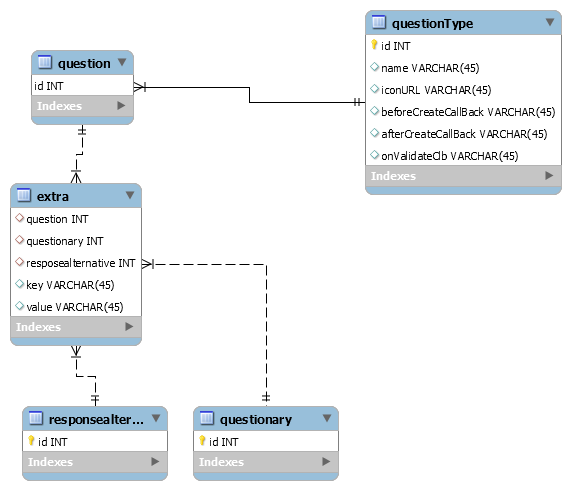 questionType
id INT
name VARCHAR(45)
iconURL VARCHAR(45)
beforeCreateCallBack VARCHAR(45)
afterCreateCallBack VARCHAR(45)
onValidateClb VARCHAR(45)
Indexes
question
id INT
Indexes
extra
question INT
questionary INT
resposealternative INT
key VARCHAR(45)
value VARCHAR(45)
Indexes
responsealter...
id INT
Indexes
questionary
id INT
Indexes